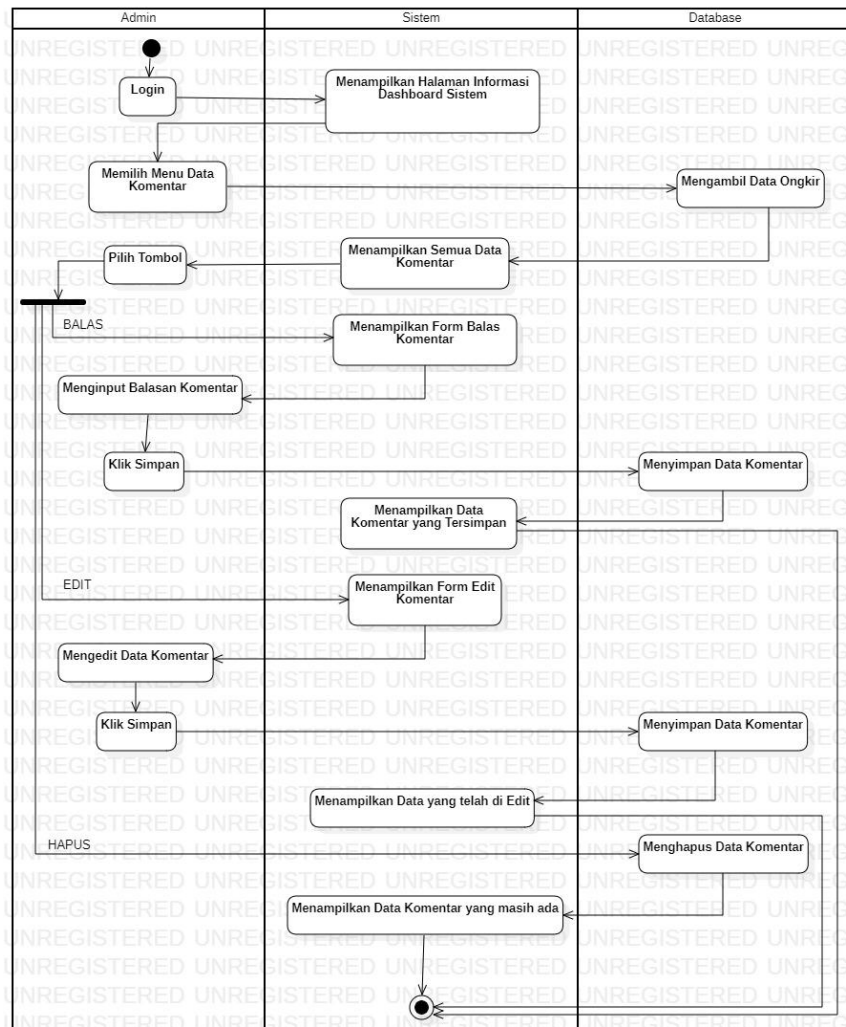 Admin
Sistem
Database
Login
Menampilkan Halaman Informasi
Dashboard Sistem
Memilih Menu Data
Komentar
Mengambil Data Ongkir
Pilih Tombol
Menampilkan Semua Data
Komentar
BALAS
Menampilkan Form Balas
Komentar
Menginput Balasan Komentar
Klik Simpan
Menyimpan Data Komentar
Menampilkan Data
Komentar yang Tersimpan
EDIT
Menampilkan Form Edit
Komentar
Mengedit Data Komentar
Klik Simpan
Menyimpan Data Komentar
Menampilkan Data yang telah di Edit
HAPUS
Menghapus Data Komentar
Menampilkan Data Komentar yang masih ada
UNREGISTERED